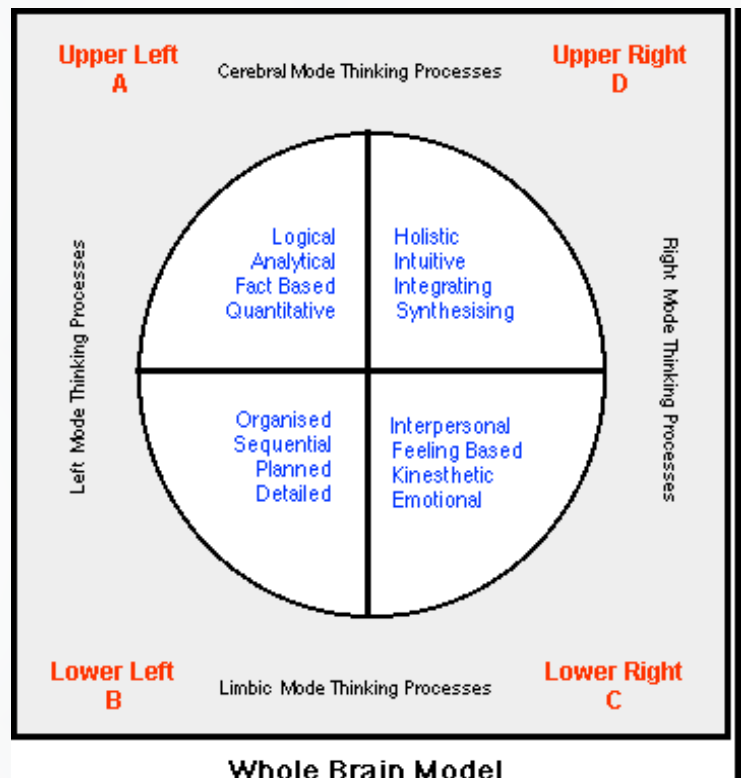 Upper Left
A
Cerebral Mode Thinking Processes
Upper Right
D
Left Mode Thinking Processes
Logical
Analytical
Fact Based
Quantitative
Holistic
Intuitive
Integrating
Synthesising
Right Mode Thinking Processes
Organised
Sequential
Planned
Detailed
Interpersonal
Feeling Based
Kinesthetic
Emotional
Lower Left
B
Limbic Mode Thinking Processes
Lower Right
C
Whole Brain Model